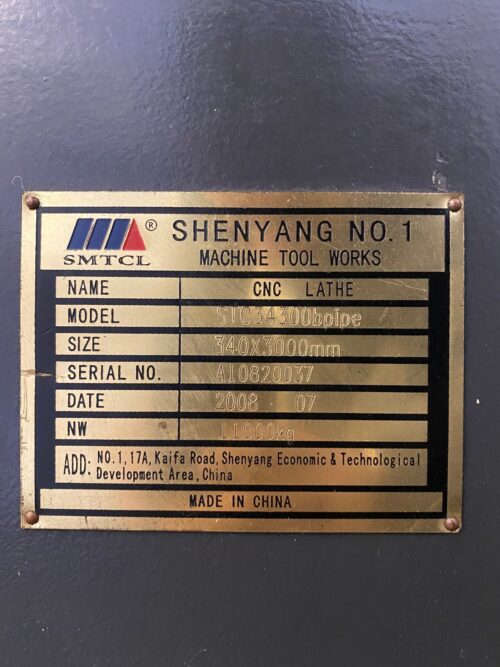 ® SHENYANG NO.1
SMTCL MACHINE TOOL WORKS
NAME CNC LATHE
MODEL STC34300bpipe
SIZE 340X3000mm
SERIAL NO. A10820037
DATE 2008 07
NW 11000kg
ADD: NO.1,17A, Kaifa Road, Shenyang Economic & Technological
Development Area, China
MADE IN CHINA